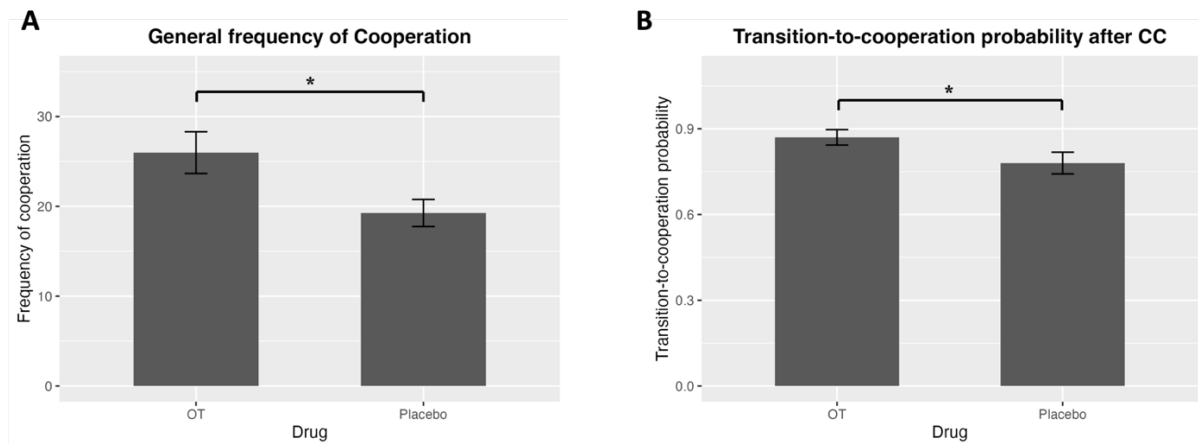 A
General frequency of Cooperation
*
30
20
10
0
Frequency of cooperation
OT
Placebo
Drug
B
Transition-to-cooperation probability after CC
*
0.9
0.6
0.3
0.0
Transition-to-cooperation probability
OT
Placebo
Drug